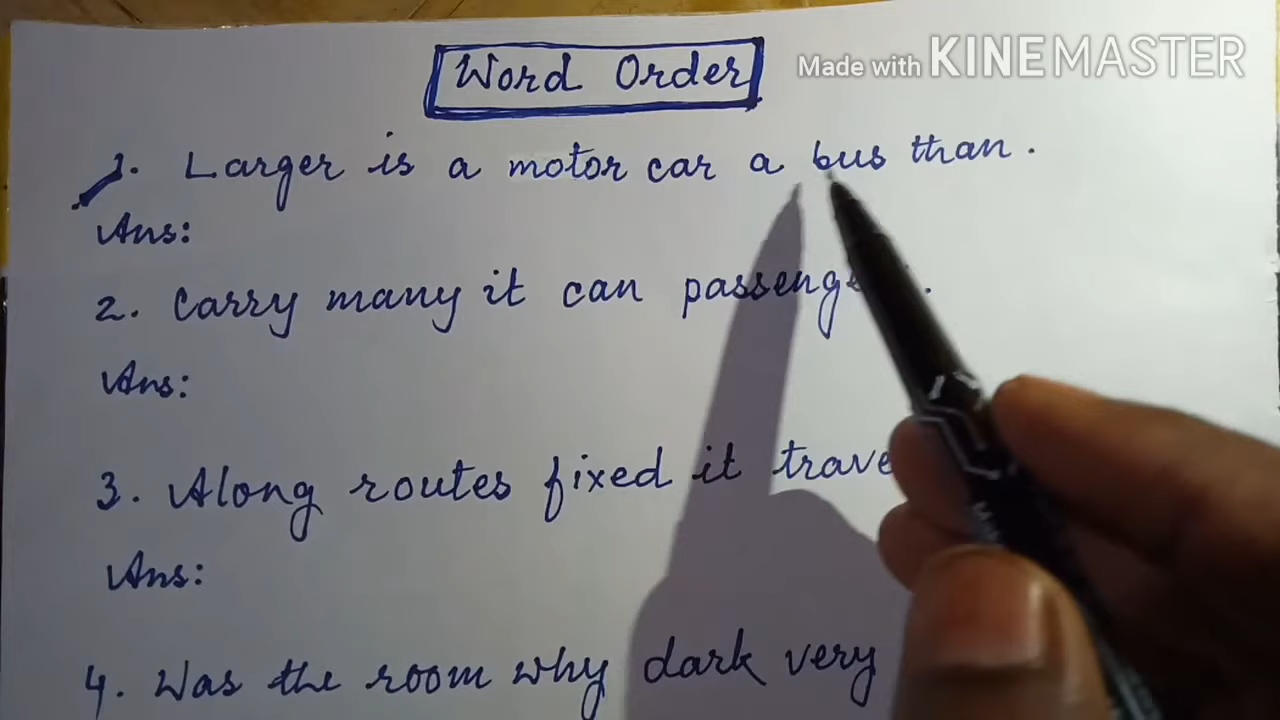 Word Order
Made with KINEMASTER
1. Larger is a motor car a bus than.
Ans:
2. Carry many it can
Ans:
3. Along routes fixed it
Ans:
4. Was the room why dark very